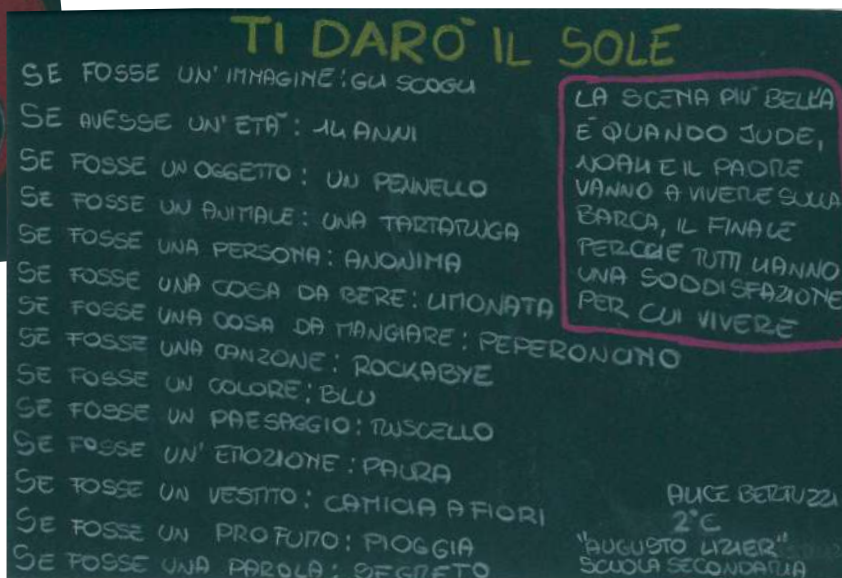 TI DARÒ IL SOLE
SE FOSSE UN'IMMAGINE: GLI SCOGLI
SE AVESSE UN'ETÀ: 14 ANNI
SE FOSSE UN OGGETTO: UN PENNELLO
SE FOSSE UN ANIMALE: UNA TARTARUGA
SE FOSSE UNA PERSONA: ANONIMA
SE FOSSE UNA COSA DA BERE: LIMONATA
SE FOSSE UNA COSA DA MANGIARE: PEPERONCINO
SE FOSSE UNA CANZONE: ROCKABYE
SE FOSSE UN COLORE: BLU
SE FOSSE UN PAESAGGIO: RUSCELLO
SE FOSSE UN'EMOZIONE: PAURA
SE FOSSE UN VESTITO: CAMICIA A FIORI
SE FOSSE UN PROFUMO: PIOGGIA
SE FOSSE UNA PAROLA: SEGRETO
LA SCENA PIÙ BELLA
È QUANDO JUDE,
NOAH E IL PADRE
VANNO A VIVERE SULLA
BARCA, IL FINALE
PERCHÉ TUTTI HANNO
UNA SODDISFAZIONE
PER CUI VIVERE
ALICE BERTUZZI
2°C
"AUGUSTO LIZIER"
SCUOLA SECONDARIA